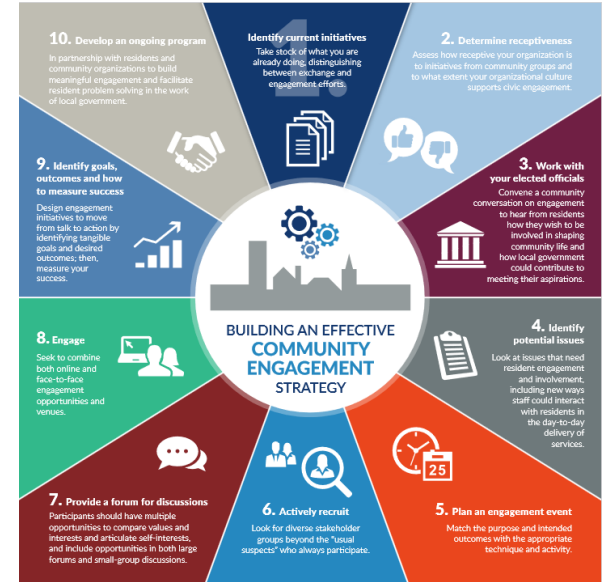 BUILDING AN EFFECTIVE
COMMUNITY
ENGAGEMENT
STRATEGY
1.
Identify current initiatives
Take stock of what you are
already doing, distinguishing
between exchange and
engagement efforts.
2. Determine receptiveness
Assess how receptive your organization is
to initiatives from community groups and
to what extent your organizational culture
supports civic engagement.
3. Work with
your elected officials
Convene a community
conversation on engagement
to hear from residents
how they wish to be
involved in shaping
community life and
how local government
could contribute to
meeting their aspirations.
4. Identify
potential issues
Look at issues that need
resident engagement
and involvement,
including new ways
staff could interact
with residents in
the day-to-day
delivery of
services.
25
5. Plan an engagement event
Match the purpose and intended
outcomes with the appropriate
technique and activity.
6. Actively recruit
Look for diverse stakeholder
groups beyond the "usual
suspects" who always participate.
7. Provide a forum for discussions
Participants should have multiple
opportunities to compare values and
interests and articulate self-interests,
and include opportunities in both large
forums and small-group discussions.
8. Engage
Seek to combine
both online and
face-to-face
engagement
opportunities and
venues.
9. Identify goals,
outcomes and how
to measure success
Design engagement
initiatives to move
from talk to action by
identifying tangible
goals and desired
outcomes; then,
measure your
success.
10. Develop an ongoing program
In partnership with residents and
community organizations to build
meaningful engagement and facilitate
resident problem solving in the work
of local government.